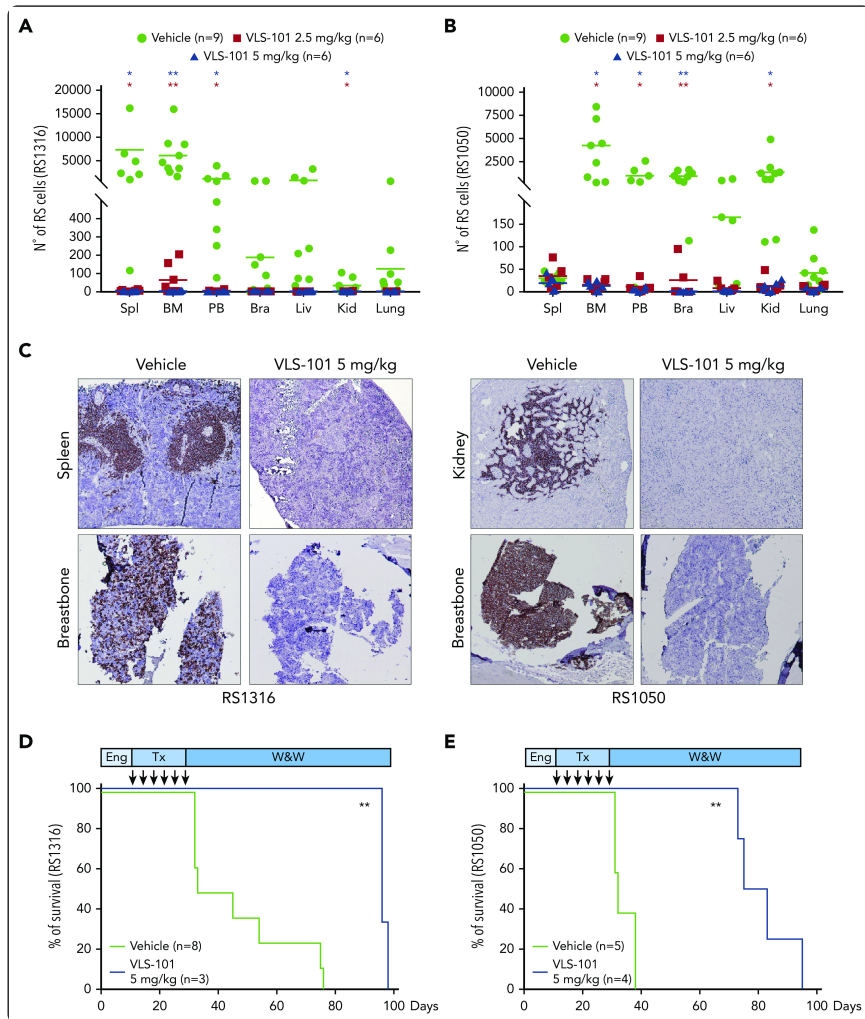 A
Vehicle (n=9) VLS-101 2.5 mg/kg (n=6)
VLS-101 5 mg/kg (n=6)
* ** * *
* ** * *
N° of RS cells (RS1316)
20000
15000
10000
5000
400
300
200
100
0
Spl BM PB Bra Liv Kid Lung
B
Vehicle (n=9) VLS-101 2.5 mg/kg (n=6)
VLS-101 5 mg/kg (n=6)
* * ** *
* * ** *
N° of RS cells (RS1050)
10000
7500
5000
2500
150
100
50
0
Spl BM PB Bra Liv Kid Lung
C
Vehicle VLS-101 5 mg/kg
Spleen
Breastbone
RS1316
Vehicle VLS-101 5 mg/kg
Kidney
Breastbone
RS1050
D
Eng Tx W&W
% of survival (RS1316)
100
80
60
40
20
0
**
Vehicle (n=8)
VLS-101
5 mg/kg (n=3)
0 20 40 60 80 100 Days
E
Eng Tx W&W
% of survival (RS1050)
100
80
60
40
20
0
**
Vehicle (n=5)
VLS-101
5 mg/kg (n=4)
0 20 40 60 80 100 Days